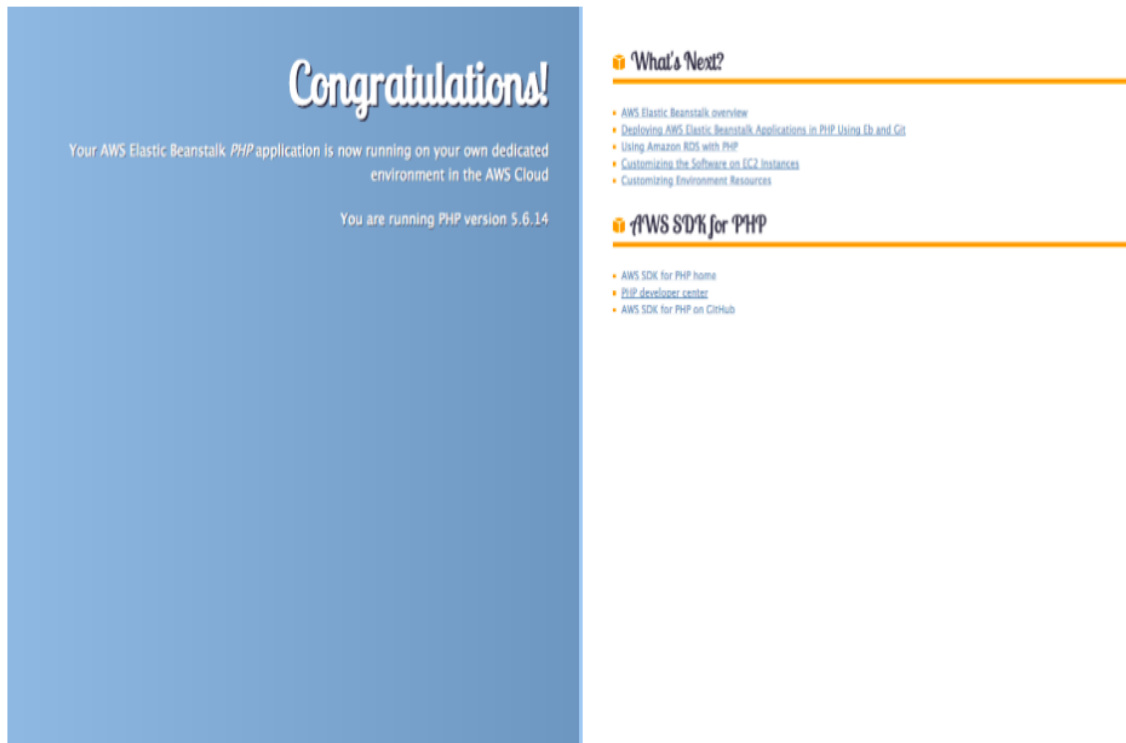 Congratulations!
Your AWS Elastic Beanstalk PHP application is now running on your own dedicated
environment in the AWS Cloud
You are running PHP version 5.6.14
What's Next?
AWS Elastic Beanstalk overview
Deploying AWS Elastic Beanstalk Applications in PHP Using Eb and Git
Using Amazon RDS with PHP
Customizing the Software on EC2 Instances
Customizing Environment Resources
AWS SDK for PHP
AWS SDK for PHP home
PHP developer center
AWS SDK for PHP on GitHub